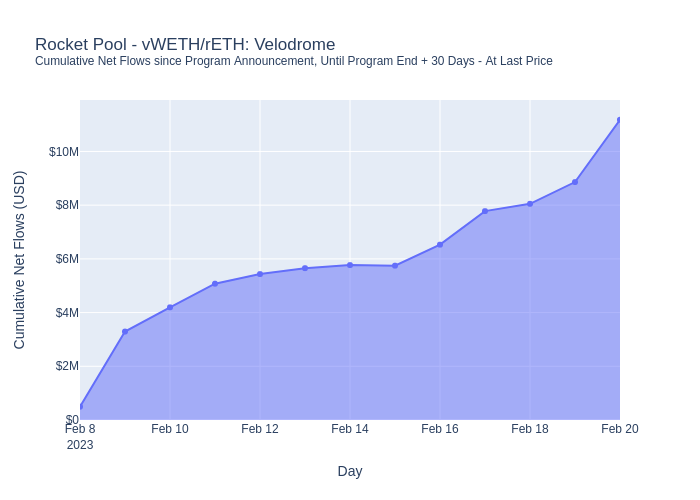 Rocket Pool - vWETH/rETH: Velodrome
Cumulative Net Flows since Program Announcement, Until Program End + 30 Days - At Last Price
Cumulative Net Flows (USD)
$10M
$8M
$6M
$4M
$2M
$0
Feb 8 Feb 10 Feb 12 Feb 14 Feb 16 Feb 18 Feb 20
2023
Day